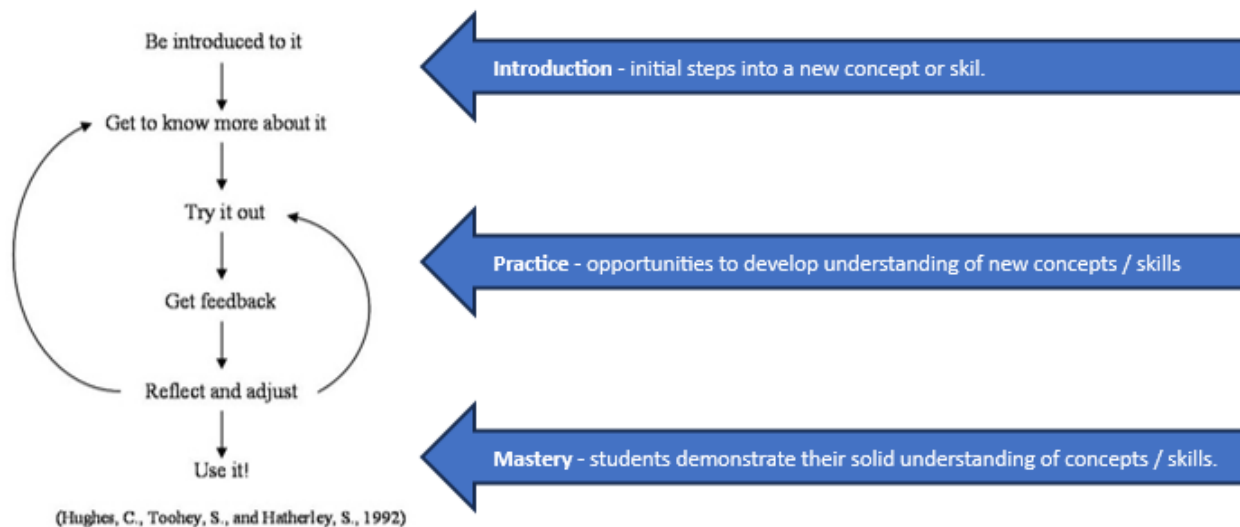 Be introduced to it
Introduction - initial steps into a new concept or skil.
Get to know more about it
Try it out
Practice - opportunities to develop understanding of new concepts / skills
Get feedback
Reflect and adjust
Mastery - students demonstrate their solid understanding of concepts / skills.
Use it!
(Hughes, C., Toohey, S., and Hatherley, S., 1992)